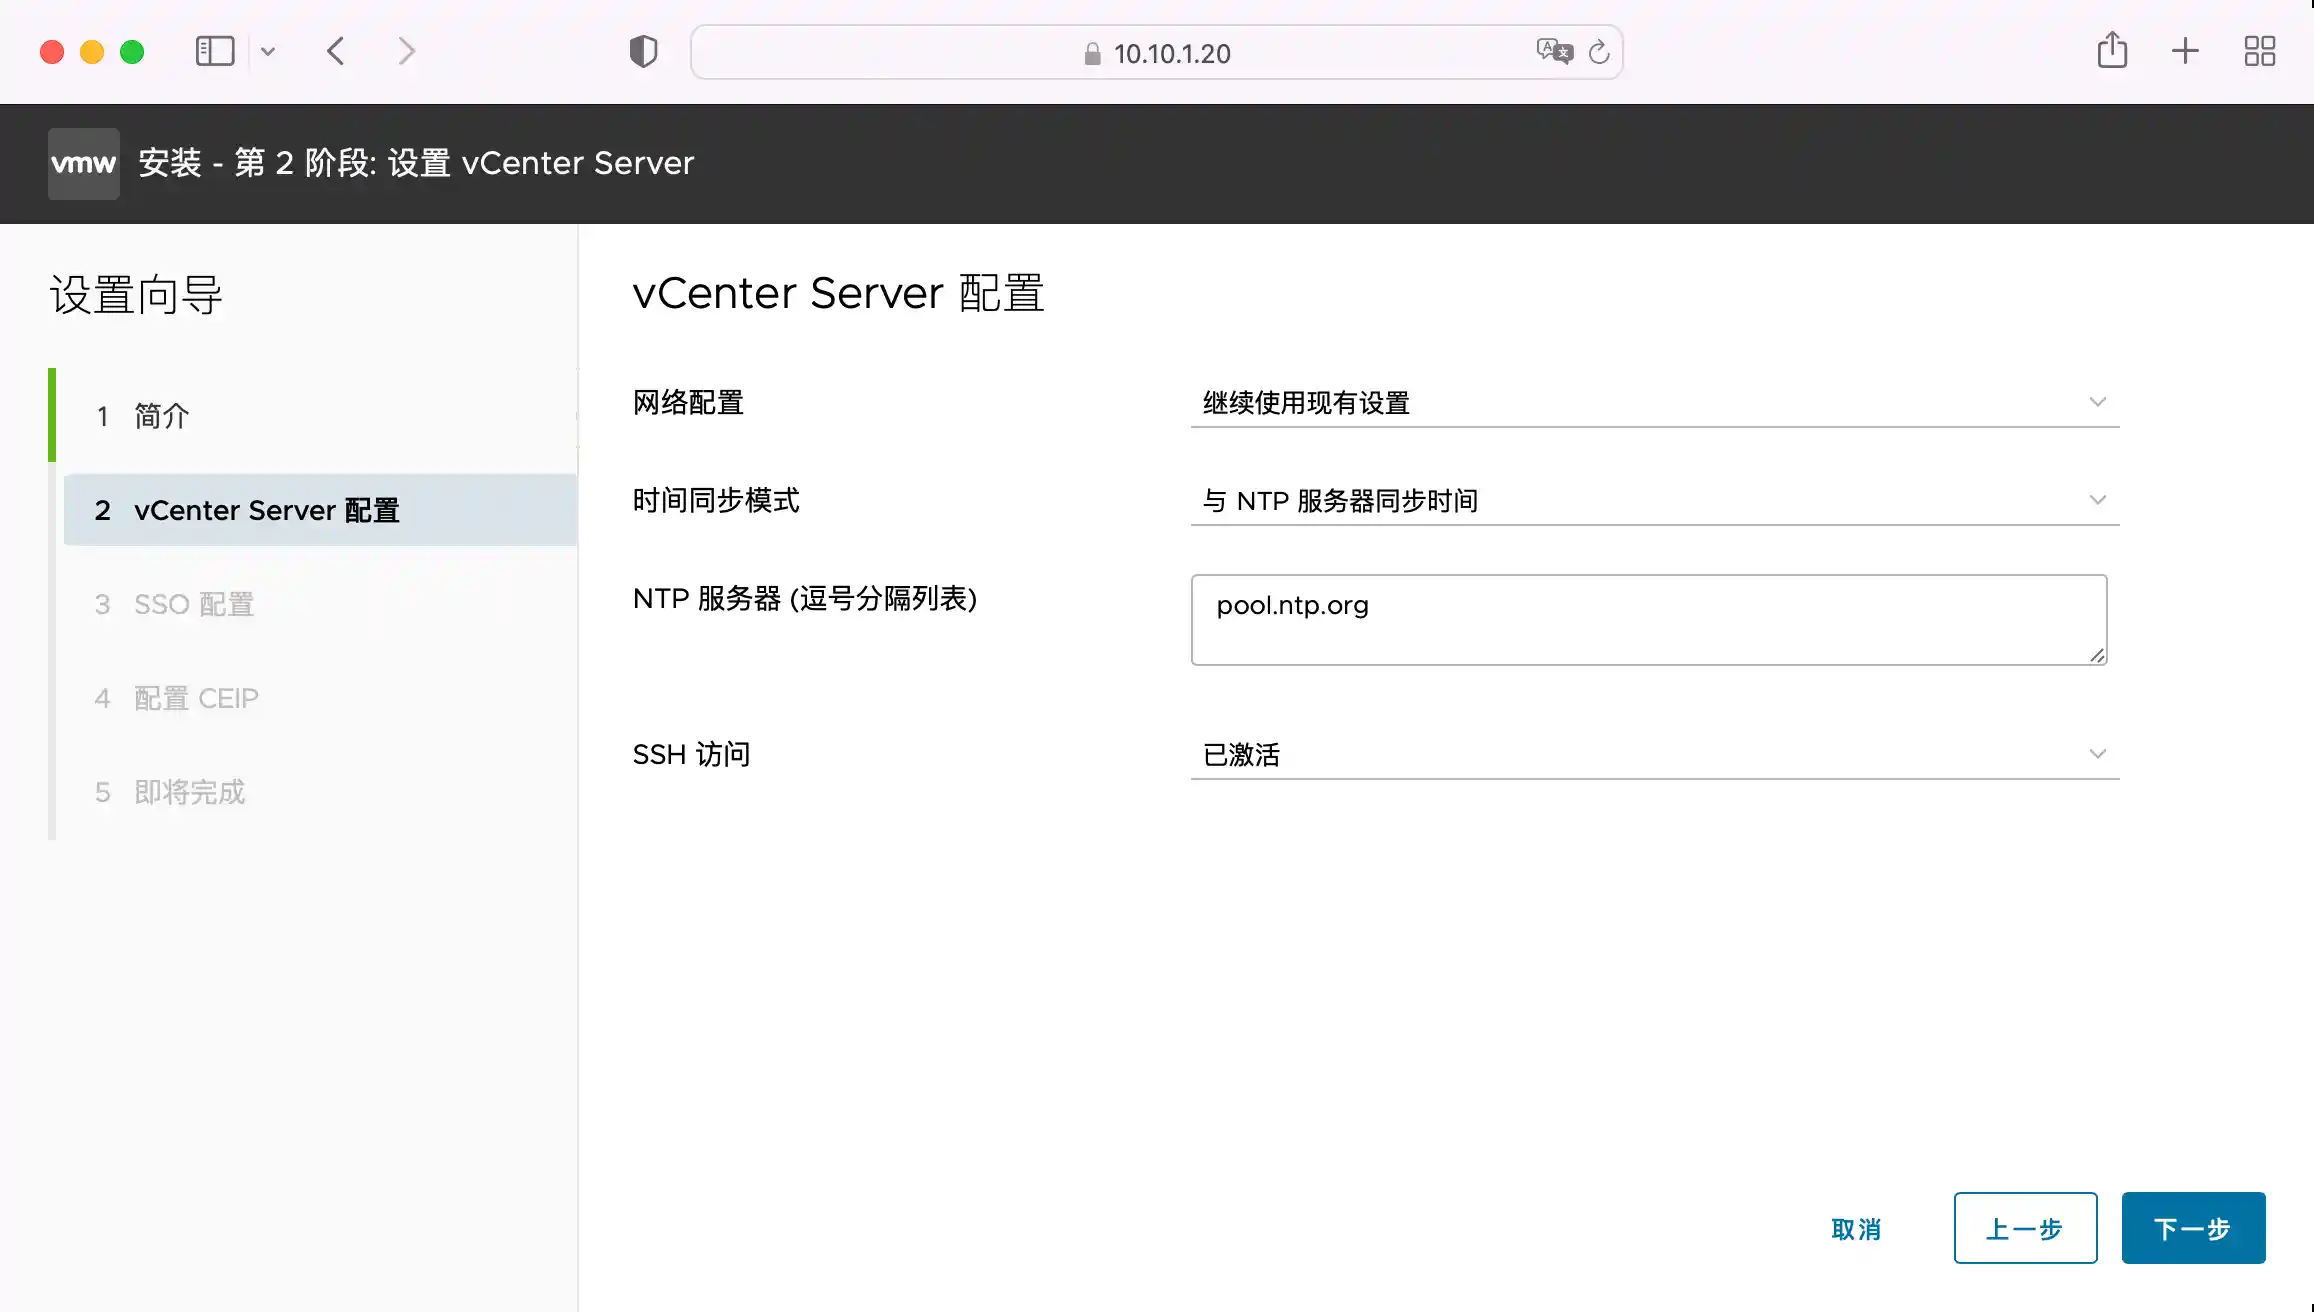 10.10.1.20
vmw 安装 - 第 2 阶段: 设置 vCenter Server
设置向导
1 简介
2 vCenter Server 配置
3 SSO 配置
4 配置 CEIP
5 即将完成
vCenter Server 配置
网络配置 继续使用现有设置
时间同步模式 与 NTP 服务器同步时间
NTP 服务器 (逗号分隔列表) pool.ntp.org
SSH 访问 已激活
取消 上一步 下一步